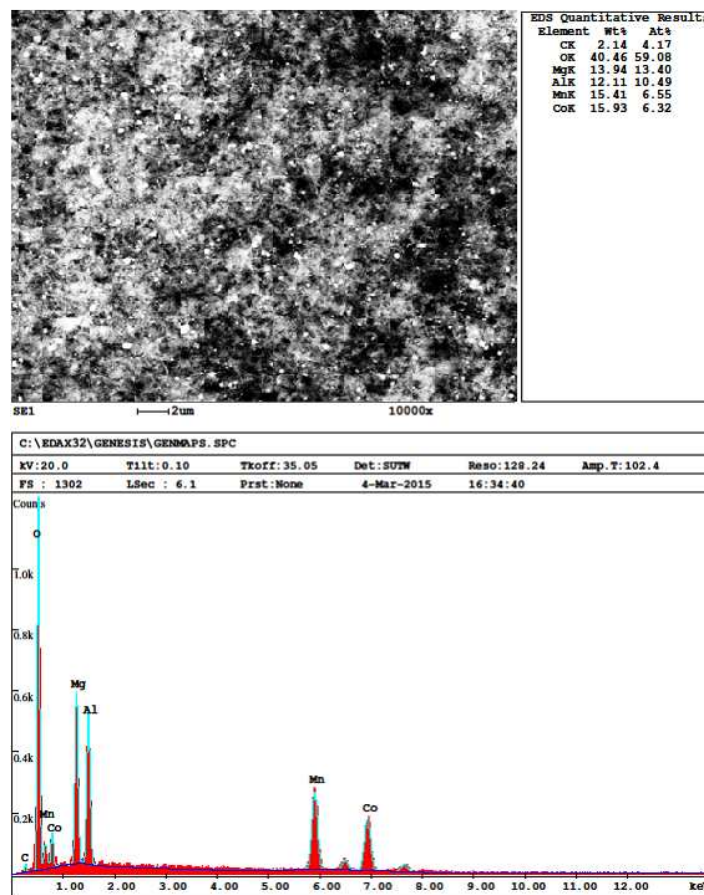 EDS Quantitative Results
Element Wt% At%
CK 2.14 4.17
OK 40.46 59.08
MgK 13.94 13.40
AlK 12.11 10.49
MnK 15.41 6.55
CoK 15.93 6.32
SE1 2um 10000x
C:\EDAX32\GENESIS\GENMAPS.SPC
kV:20.0 Tilt:0.10 Tkoff:35.05 Det:SUTW Reso:128.24 Amp.T:102.4
FS : 1302 LSec : 6.1 Prst:None 4-Mar-2015 16:34:40
Counts
O
1.0k
0.8k
Mg
0.6k
Al
0.4k
Mn
Co
0.2k
Mn
Co
C
1.00 2.00 3.00 4.00 5.00 6.00 7.00 8.00 9.00 10.00 11.00 12.00 ke